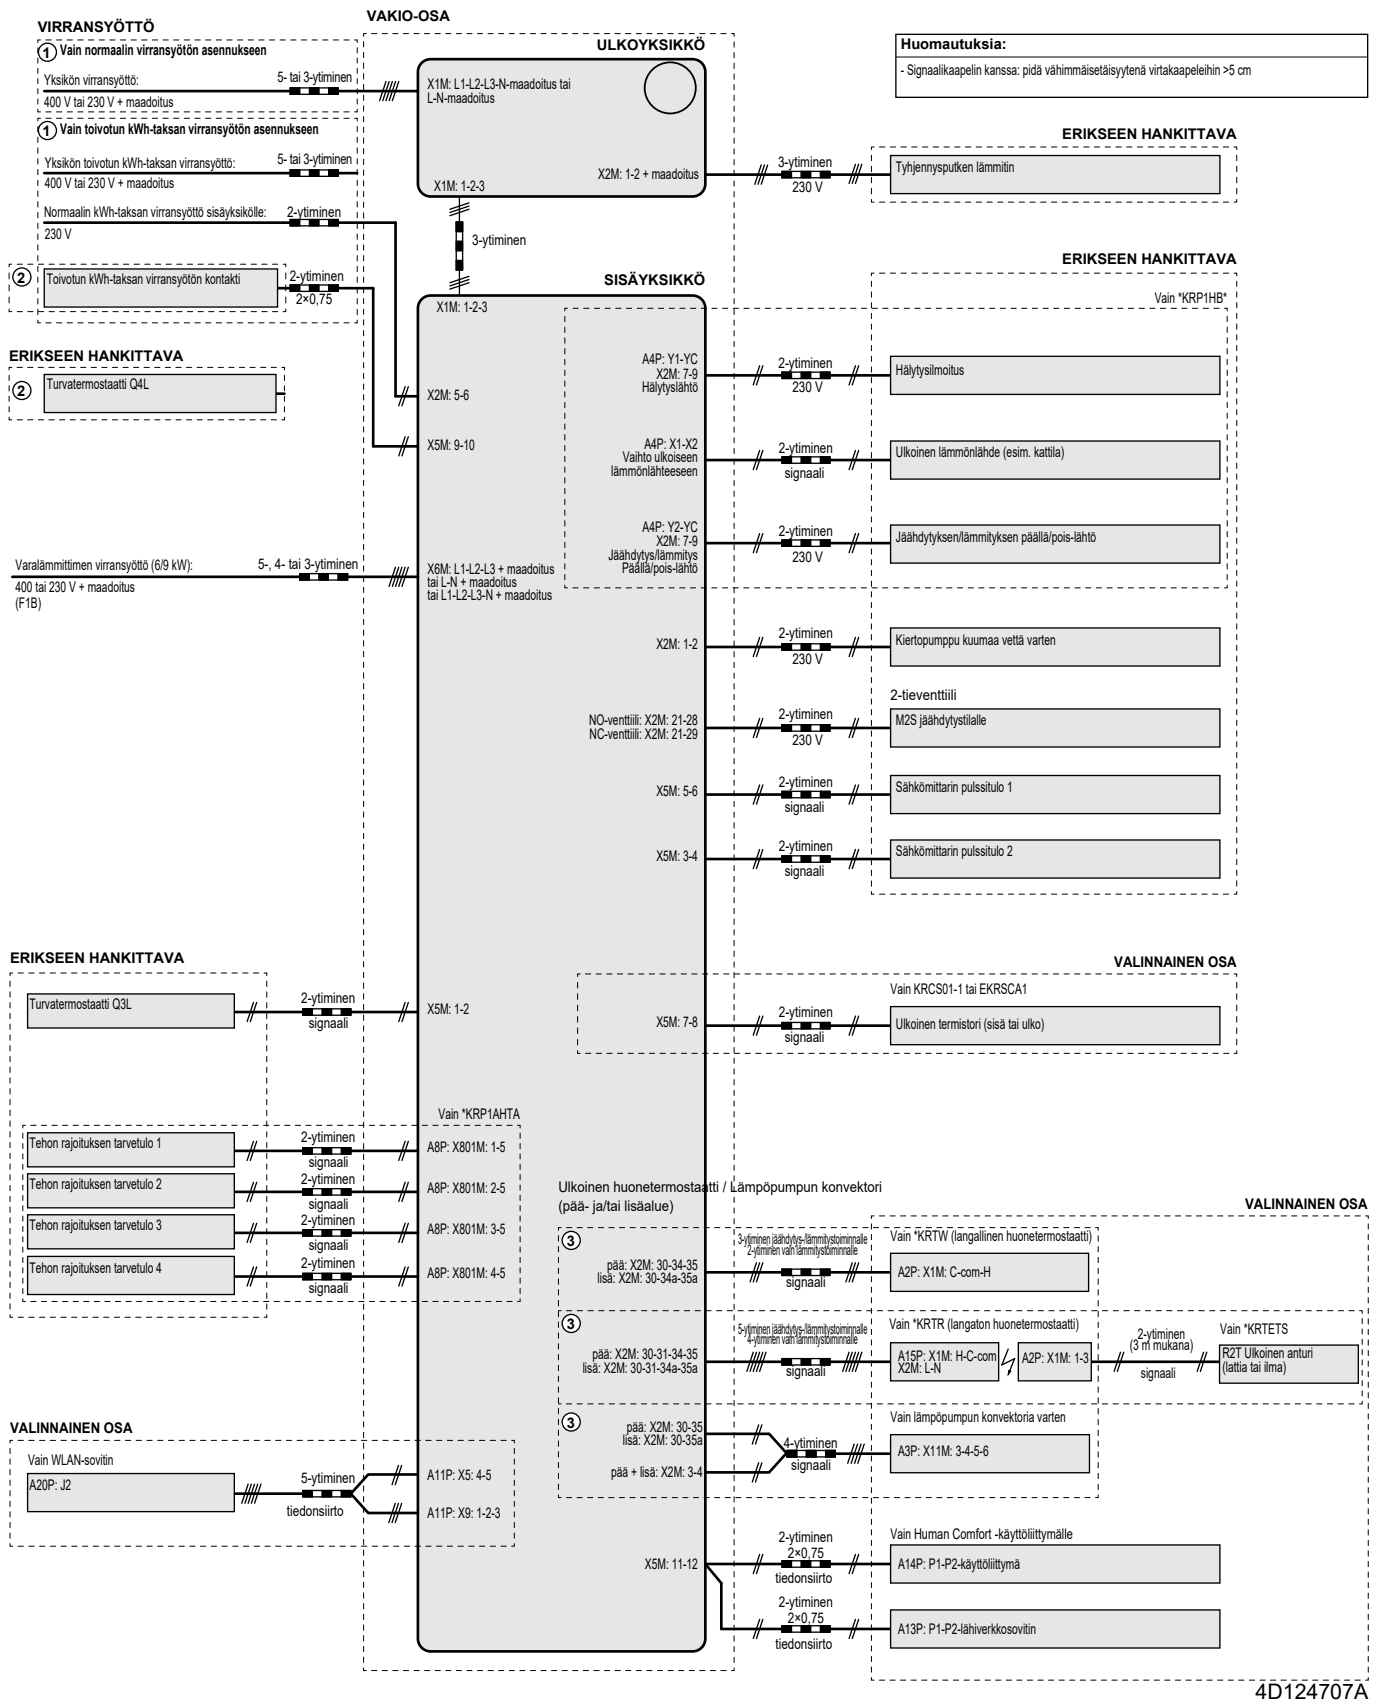 VIRRANSYÖTTÖ
① Vain normaalin virransyötön asennukseen
Yksikön virransyöttö:
5- tai 3-ytiminen
400 V tai 230 V + maadoitus
① Vain toivotun kWh-taksan virransyötön asennukseen
Yksikön toivotun kWh-taksan virransyöttö:
5- tai 3-ytiminen
400 V tai 230 V + maadoitus
Normaalin kWh-taksan virransyöttö sisäyksikölle:
2-ytiminen
230 V
②
Toivotun kWh-taksan virransyötön kontakti
2-ytiminen
2×0,75
ERIKSEEN HANKITTAVA
②
Turvatermostaatti Q4L
Varalämmittimen virransyöttö (6/9 kW):
5-, 4- tai 3-ytiminen
400 tai 230 V + maadoitus
(F1B)
ERIKSEEN HANKITTAVA
Turvatermostaatti Q3L
2-ytiminen
signaali
Tehon rajoituksen tarvetulo 1
2-ytiminen
signaali
Tehon rajoituksen tarvetulo 2
2-ytiminen
signaali
Tehon rajoituksen tarvetulo 3
2-ytiminen
signaali
Tehon rajoituksen tarvetulo 4
2-ytiminen
signaali
VALINNAINEN OSA
Vain WLAN-sovitin
A20P: J2
5-ytiminen
tiedonsiirto
VAKIO-OSA
ULKOYKSIKKÖ
X1M: L1-L2-L3-N-maadoitus tai
L-N-maadoitus
X2M: 1-2 + maadoitus
X1M: 1-2-3
3-ytiminen
SISÄYKSIKKÖ
X1M: 1-2-3
X2M: 5-6
X5M: 9-10
X6M: L1-L2-L3 + maadoitus
tai L-N + maadoitus
tai L1-L2-L3-N + maadoitus
X5M: 1-2
Vain *KRP1AHTA
A8P: X801M: 1-5
A8P: X801M: 2-5
A8P: X801M: 3-5
A8P: X801M: 4-5
A11P: X5: 4-5
A11P: X9: 1-2-3
Huomautuksia:
- Signaalikaapelin kanssa: pidä vähimmäisetäisyytenä virtakaapeleihin >5 cm
ERIKSEEN HANKITTAVA
3-ytiminen
230 V
Tyhjennysputken lämmitin
ERIKSEEN HANKITTAVA
Vain *KRP1HB*
A4P: Y1-YC
X2M: 7-9
Hälytyslähtö
2-ytiminen
230 V
Hälytysilmoitus
A4P: X1-X2
Vaihto ulkoiseen
lämmönlähteeseen
2-ytiminen
signaali
Ulkoinen lämmönlähde (esim. kattila)
A4P: Y2-YC
X2M: 7-9
Jäähdytys/lämmitys
Päällä/pois-lähtö
2-ytiminen
230 V
Jäähdytyksen/lämmityksen päällä/pois-lähtö
X2M: 1-2
2-ytiminen
230 V
Kiertopumppu kuumaa vettä varten
2-tieventtiili
NO-venttiili: X2M: 21-28
NC-venttiili: X2M: 21-29
2-ytiminen
230 V
M2S jäähdytystilalle
X5M: 5-6
2-ytiminen
signaali
Sähkömittarin pulssitulo 1
X5M: 3-4
2-ytiminen
signaali
Sähkömittarin pulssitulo 2
VALINNAINEN OSA
Vain KRCS01-1 tai EKRSCA1
X5M: 7-8
2-ytiminen
signaali
Ulkoinen termistori (sisä tai ulko)
Ulkoinen huonetermostaatti / Lämpöpumpun konvektori
(pää- ja/tai lisäalue)
VALINNAINEN OSA
③
pää: X2M: 30-34-35
lisä: X2M: 30-34a-35a
3-ytiminen jäähdytys-/lämmitystoiminnalle
2-ytiminen vain lämmitystoiminnalle
signaali
Vain *KRTW (langallinen huonetermostaatti)
A2P: X1M: C-com-H
③
pää: X2M: 30-31-34-35
lisä: X2M: 30-31-34a-35a
5-ytiminen jäähdytys-/lämmitystoiminnalle
4-ytiminen vain lämmitystoiminnalle
signaali
Vain *KRTR (langaton huonetermostaatti)
A15P: X1M: H-C-com
X2M: L-N
A2P: X1M: 1-3
2-ytiminen
(3 m mukana)
signaali
Vain *KRTETS
R2T Ulkoinen anturi
(lattia tai ilma)
③
pää: X2M: 30-35
lisä: X2M: 30-35a
pää + lisä: X2M: 3-4
4-ytiminen
signaali
Vain lämpöpumpun konvektoria varten
A3P: X11M: 3-4-5-6
X5M: 11-12
2-ytiminen
2×0,75
tiedonsiirto
Vain Human Comfort -käyttöliittymälle
A14P: P1-P2-käyttöliittymä
2-ytiminen
2×0,75
tiedonsiirto
A13P: P1-P2-lähiverkkosovitin
4D124707A